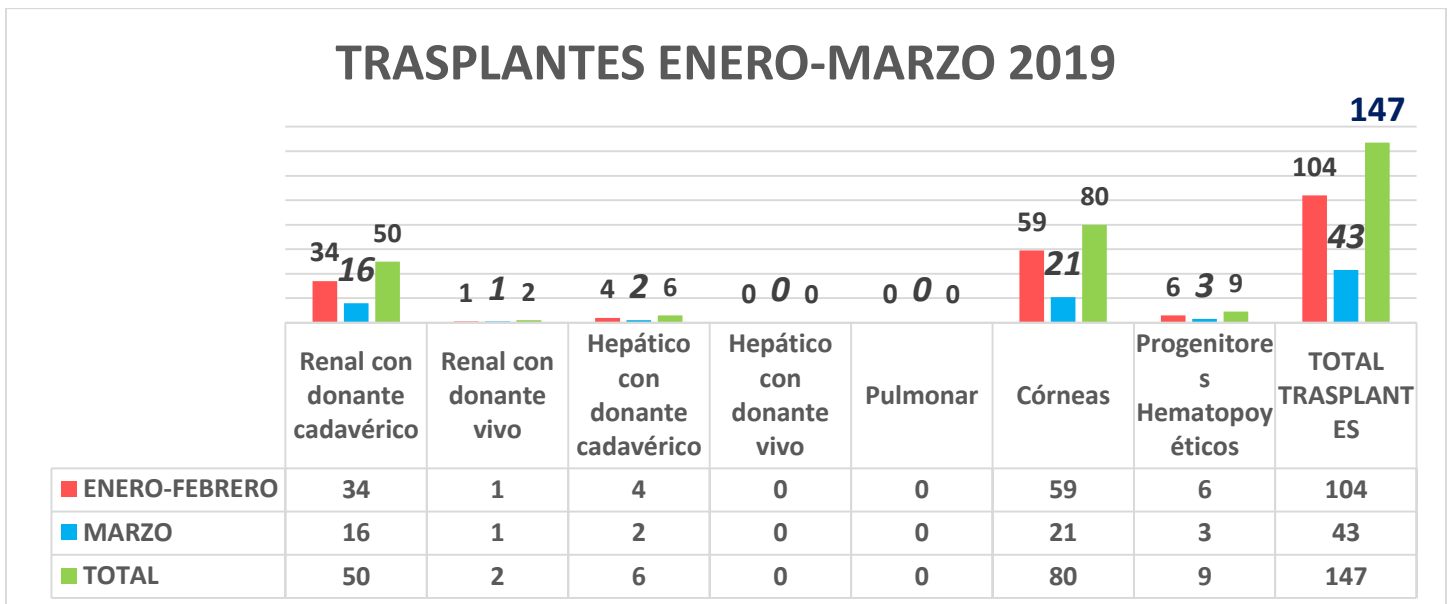 TRASPLANTES ENERO-MARZO 2019
147
104
80
59
50
43
34
16
21
1 1 2
4 2 6
0 0 0
0 0 0
6 3 9
Renal con
donante
cadavérico
Renal con
donante
vivo
Hepático
con
donante
cadavérico
Hepático
con
donante
vivo
Pulmonar
Córneas
Progenitore
s
Hematopoy
éticos
TOTAL
TRASPLANT
ES
ENERO-FEBRERO 34 1 4 0 0 59 6 104
MARZO 16 1 2 0 0 21 3 43
TOTAL 50 2 6 0 0 80 9 147